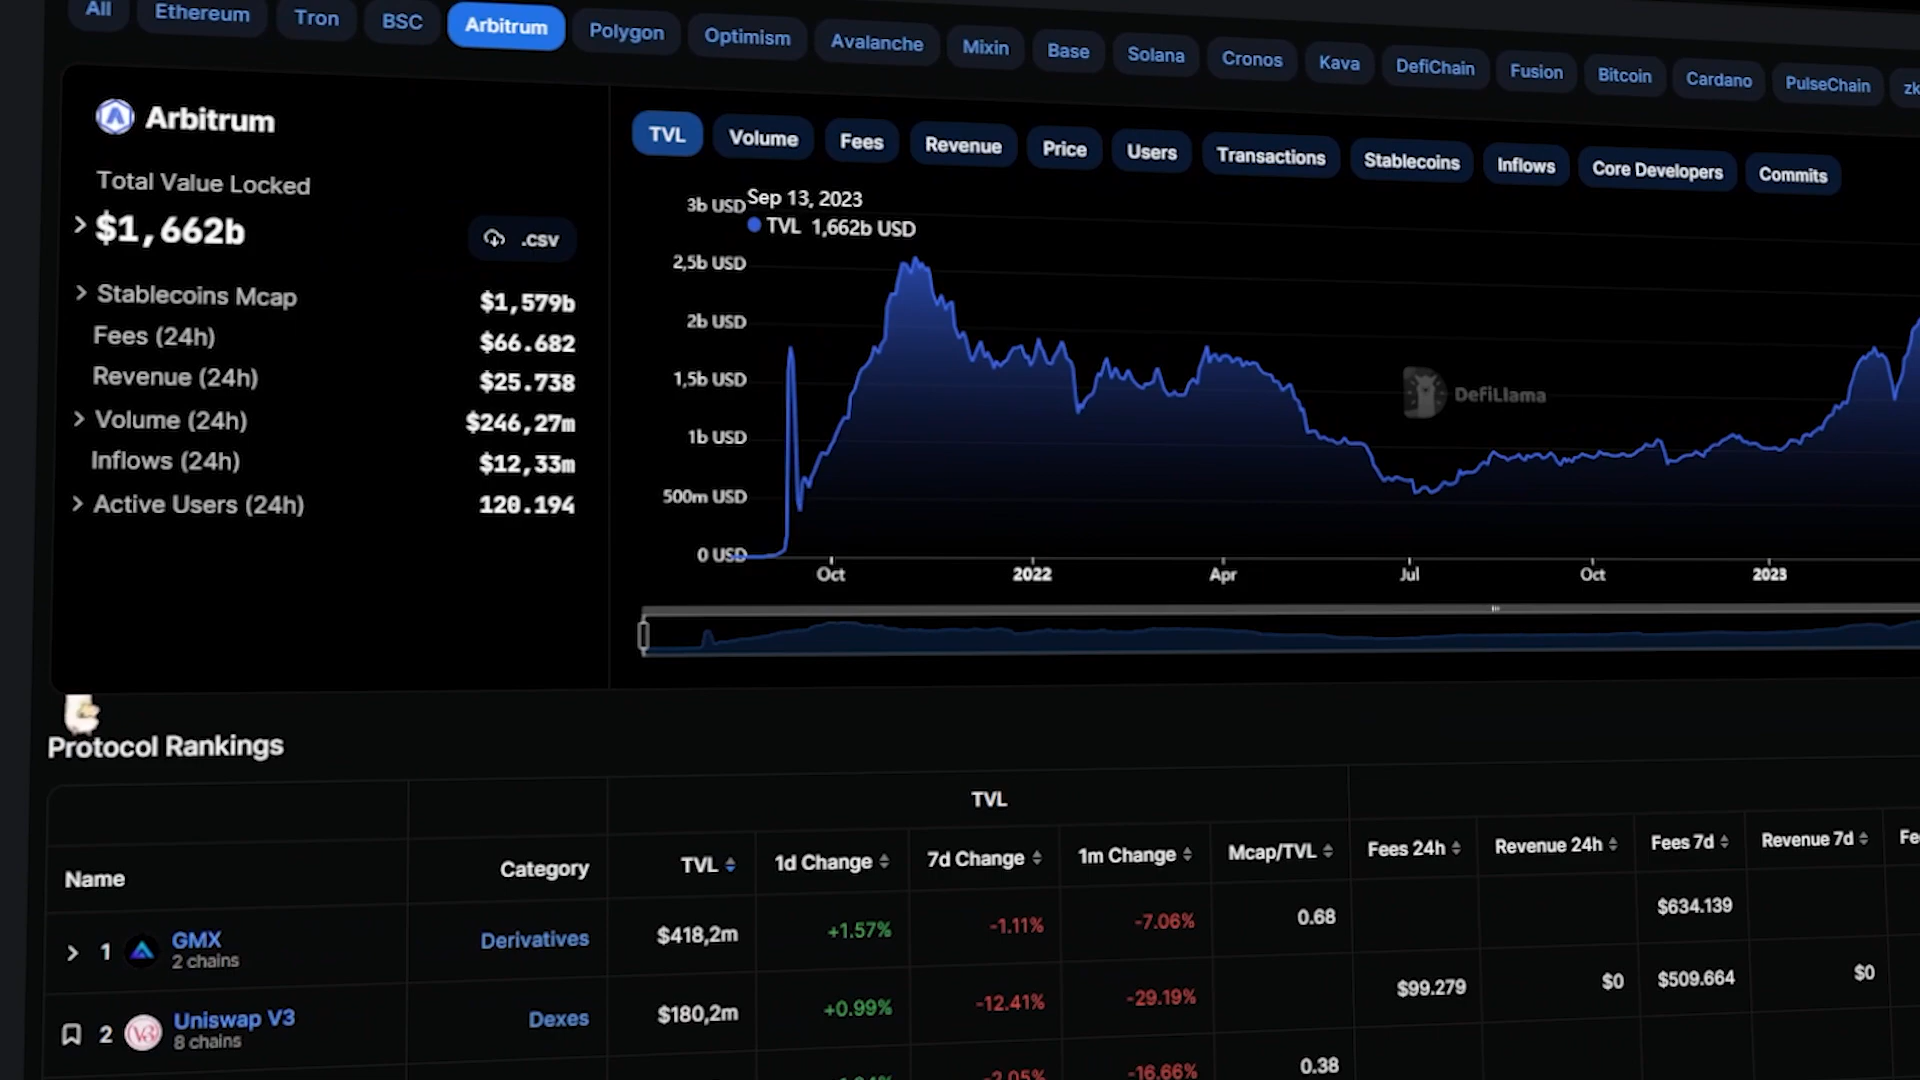 All Ethereum Tron BSC Arbitrum Polygon Optimism Avalanche Mixin Base Solana Cronos Kava DefiChain Fusion Bitcoin Cardano PulseChain zk
Arbitrum
Total Value Locked
$1,662b
.csv
Stablecoins Mcap $1,579b
Fees (24h) $66.682
Revenue (24h) $25.738
Volume (24h) $246,27m
Inflows (24h) $12,33m
Active Users (24h) 120.194
TVL Volume Fees Revenue Price Users Transactions Stablecoins Inflows Core Developers Commits
Sep 13, 2023
TVL 1,662b USD
3b USD
2,5b USD
2b USD
1,5b USD
1b USD
500m USD
0 USD
DefiLlama
Oct 2022 Apr Jul Oct 2023
Protocol Rankings
TVL
Name Category TVL 1d Change 7d Change 1m Change Mcap/TVL Fees 24h Revenue 24h Fees 7d Revenue 7d Fe
1 GMX Derivatives $418,2m +1.57% -1.11% -7.06% 0.68 $634.139
2 chains
2 Uniswap V3 Dexes $180,2m +0.99% -12.41% -29.19% $99.279 $0 $509.664 $0
8 chains
-2.05% -16.66% 0.38